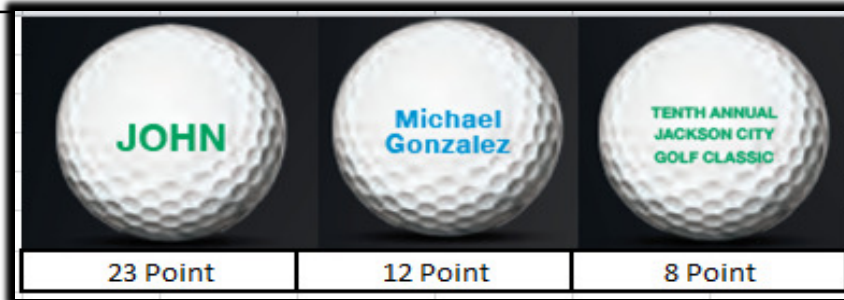 JOHN
Michael
Gonzalez
TENTH ANNUAL
JACKSON CITY
GOLF CLASSIC
23 Point
12 Point
8 Point